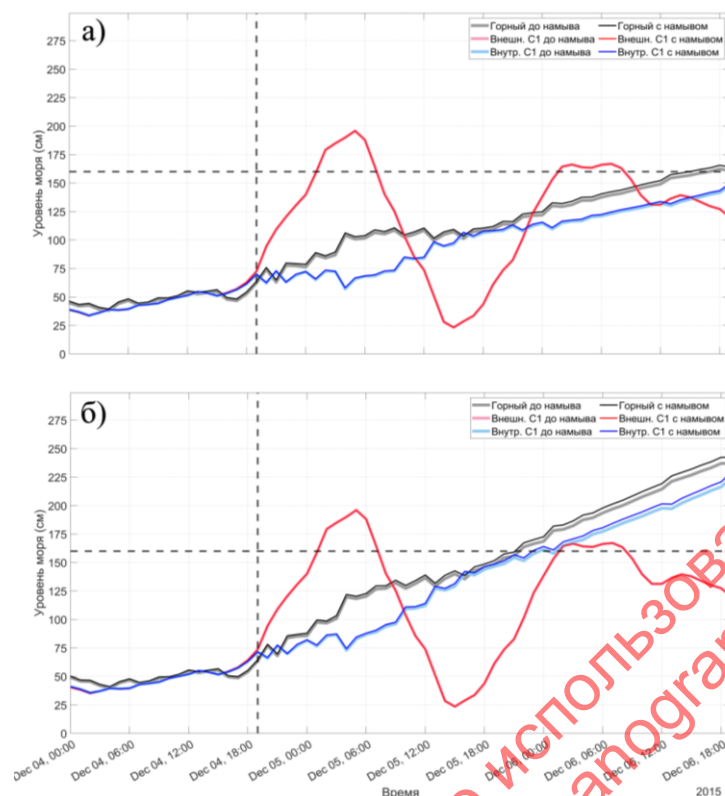 а)
Горный до намыва
Горный с намывом
Внешн. С1 до намыва
Внешн. С1 с намывом
Внутр. С1 до намыва
Внутр. С1 с намывом
275
250
225
200
175
150
125
100
75
50
25
0
Уровень моря (см)
б)
Горный до намыва
Горный с намывом
Внешн. С1 до намыва
Внешн. С1 с намывом
Внутр. С1 до намыва
Внутр. С1 с намывом
275
250
225
200
175
150
125
100
75
50
25
0
Уровень моря (см)
Dec 04, 00:00
Dec 04, 06:00
Dec 04, 12:00
Dec 04, 18:00
Dec 05, 00:00
Dec 05, 06:00
Dec 05, 12:00
Dec 05, 18:00
Dec 06, 00:00
Dec 06, 06:00
Dec 06, 12:00
Dec 06, 18:00
Время
2015